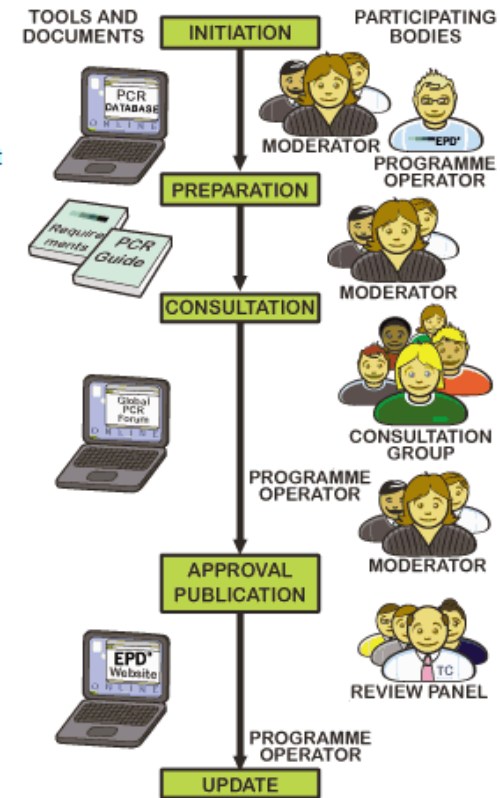 TOOLS AND
DOCUMENTS
INITIATION
PARTICIPATING
BODIES
PCR
DATABASE
ONLINE
MODERATOR
EPD®
PROGRAMME
OPERATOR
t
PREPARATION
Require
ments
PCR
Guide
MODERATOR
CONSULTATION
Global
PCR
Forum
ONLINE
CONSULTATION
GROUP
PROGRAMME
OPERATOR
MODERATOR
APPROVAL
PUBLICATION
EPD®
Website
ONLINE
TC
REVIEW PANEL
PROGRAMME
OPERATOR
UPDATE